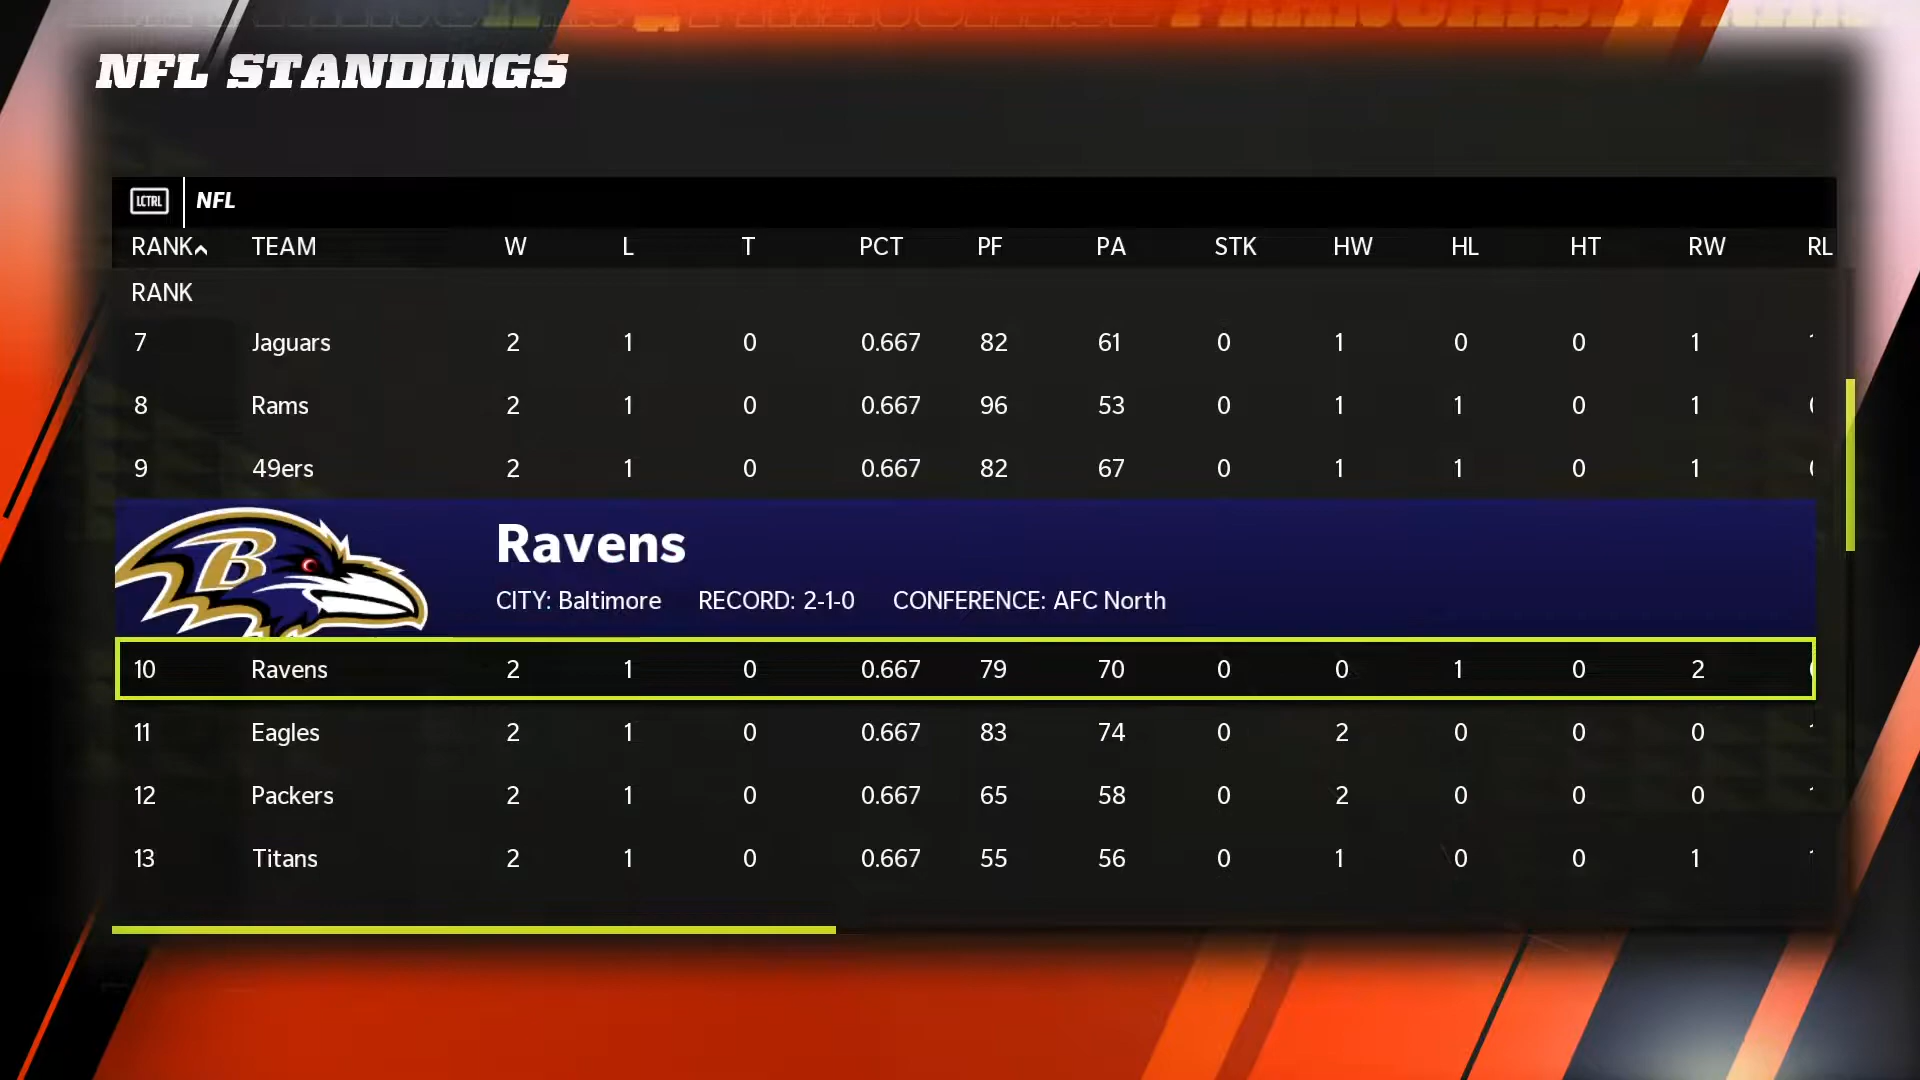 NFL STANDINGS
LCTRL NFL
RANK TEAM W L T PCT PF PA STK HW HL HT RW RL
RANK
7 Jaguars 2 1 0 0.667 82 61 0 1 0 0 1
8 Rams 2 1 0 0.667 96 53 0 1 1 0 1
9 49ers 2 1 0 0.667 82 67 0 1 1 0 1
B
Ravens
CITY: Baltimore RECORD: 2-1-0 CONFERENCE: AFC North
10 Ravens 2 1 0 0.667 79 70 0 0 1 0 2
11 Eagles 2 1 0 0.667 83 74 0 2 0 0 0
12 Packers 2 1 0 0.667 65 58 0 2 0 0 0
13 Titans 2 1 0 0.667 55 56 0 1 0 0 1